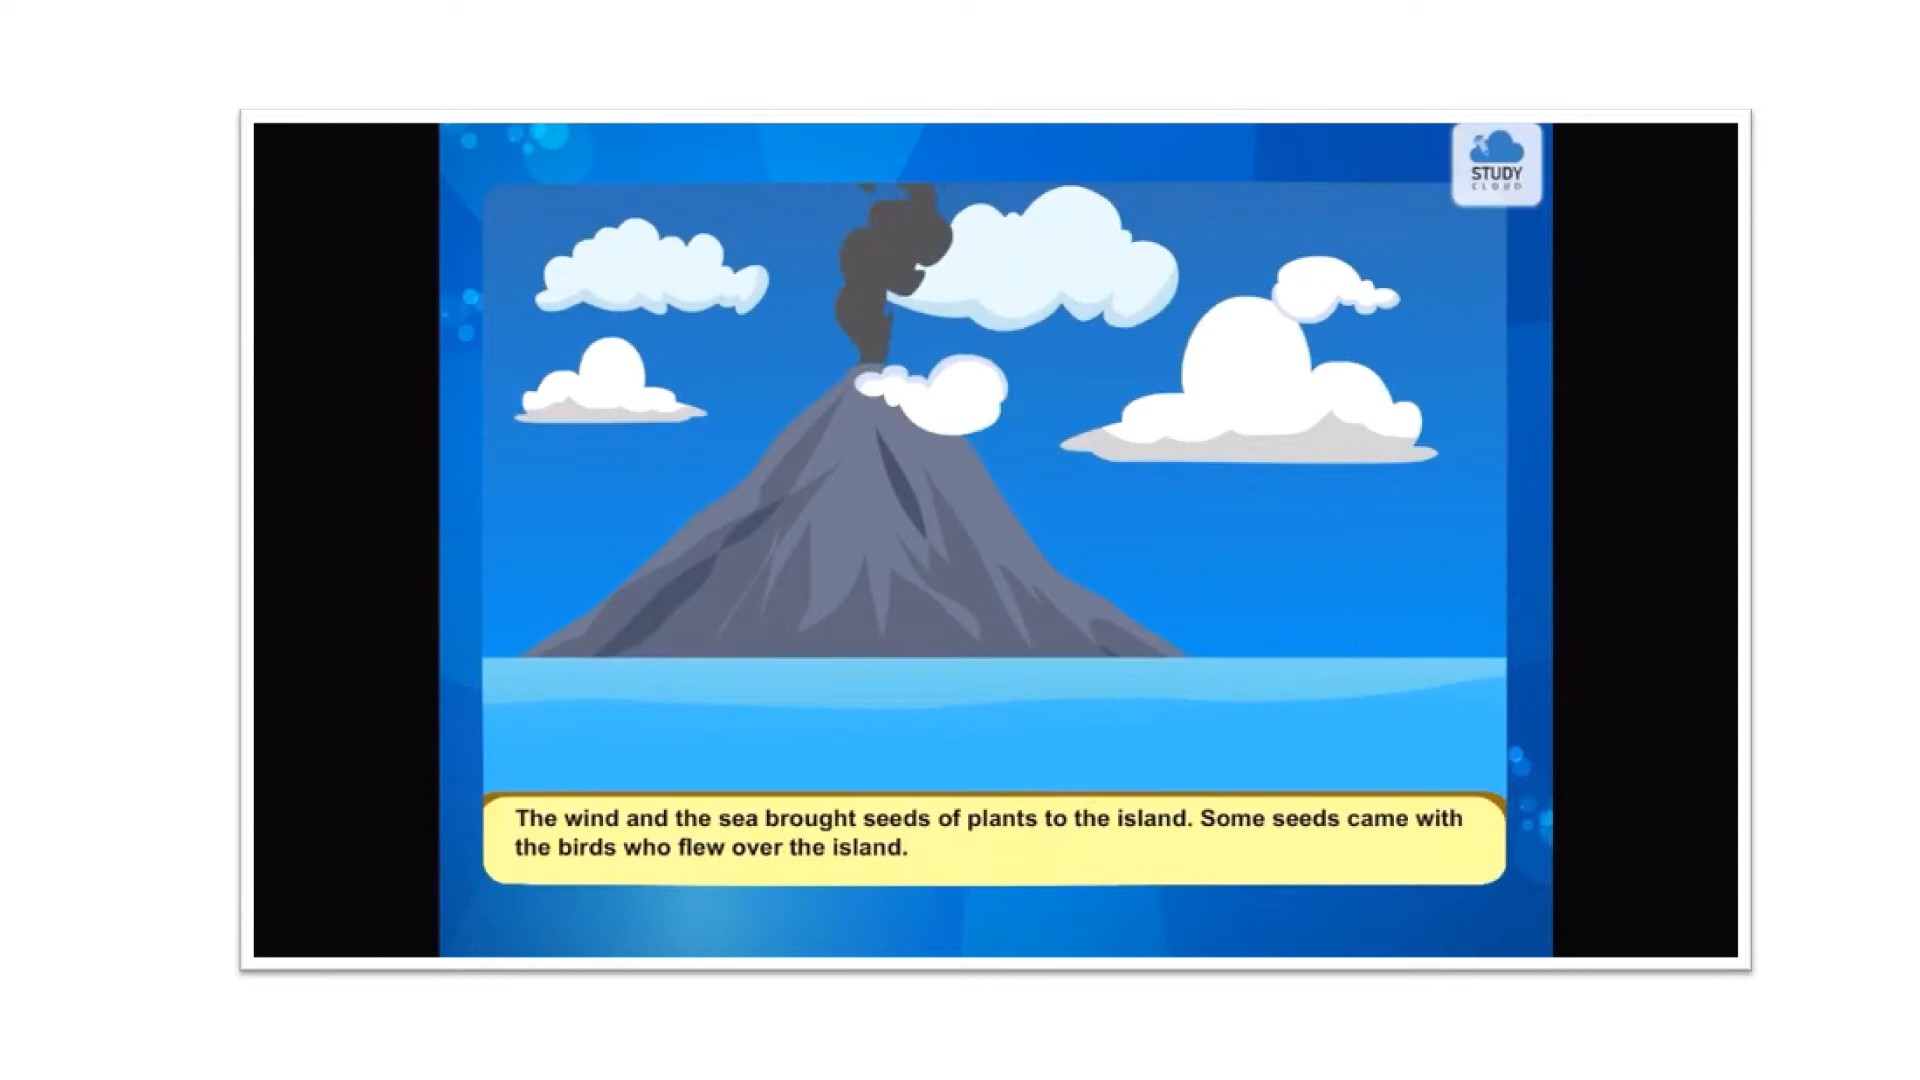 STUDY
CLOUD
The wind and the sea brought seeds of plants to the island. Some seeds came with
the birds who flew over the island.